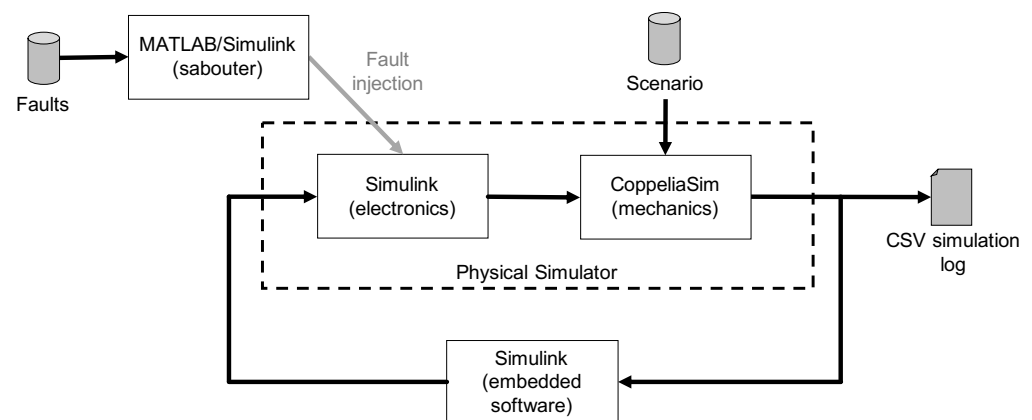 MATLAB/Simulink
(sabouter)
Faults
Fault
injection
Scenario
Simulink
(electronics)
CoppeliaSim
(mechanics)
CSV simulation
log
Physical Simulator
Simulink
(embedded
software)